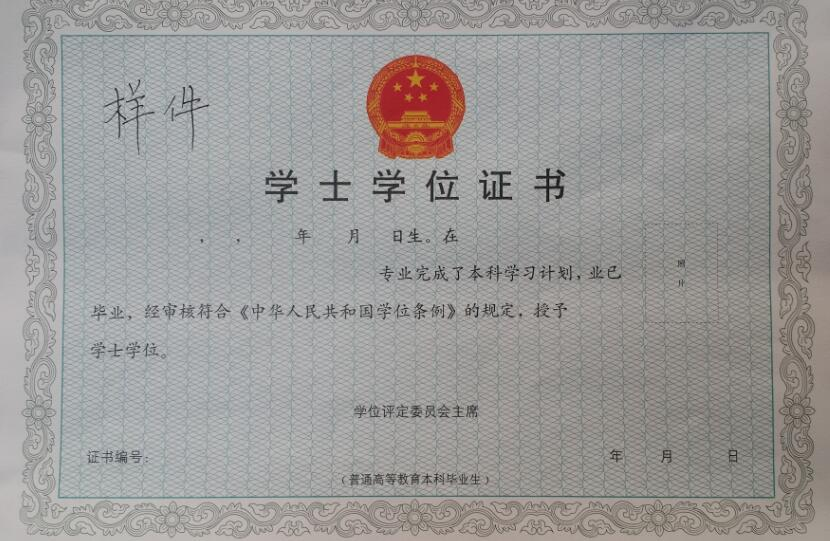 样件
学士学位证书
， ， 年 月 日生。在
专业完成了本科学习计划，业已
毕业，经审核符合《中华人民共和国学位条例》的规定，授予
学士学位。
照
片
学位评定委员会主席
证书编号： 年 月 日
（普通高等教育本科毕业生）